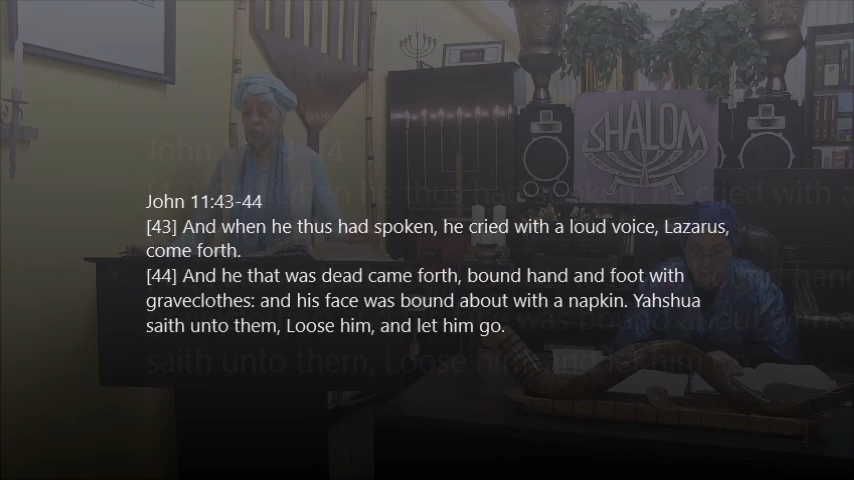 John 11:43-44
[43] And when he thus had spoken, he cried with a loud voice, Lazarus,
come forth.
[44] And he that was dead came forth, bound hand and foot with
graveclothes: and his face was bound about with a napkin. Yahshua
saith unto them, Loose him, and let him go.
SHALOM